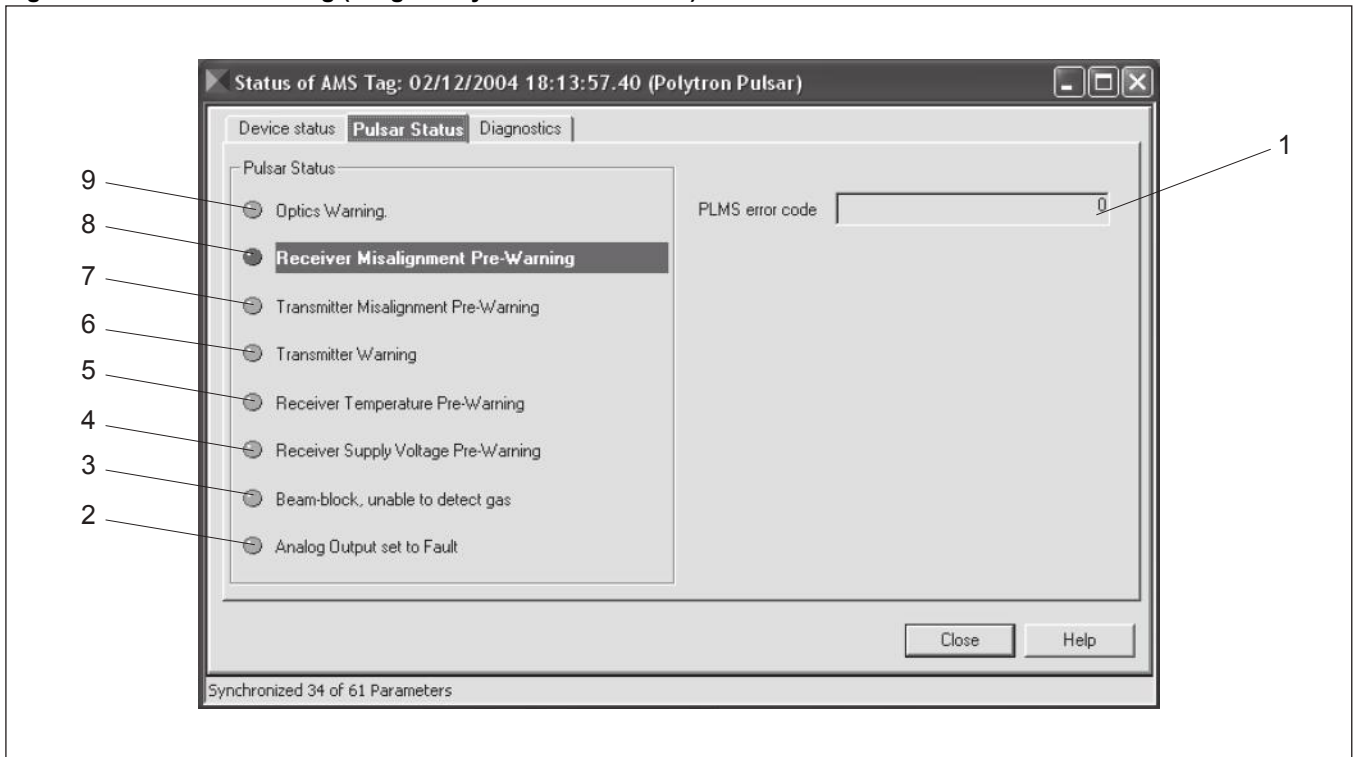 Status of AMS Tag: 02/12/2004 18:13:57.40 (Polytron Pulsar)
Device status Pulsar Status Diagnostics
Pulsar Status
1
9 Optics Warning.
PLMS error code 0
8 Receiver Misalignment Pre-Warning
7 Transmitter Misalignment Pre-Warning
6 Transmitter Warning
5 Receiver Temperature Pre-Warning
4 Receiver Supply Voltage Pre-Warning
3 Beam-block, unable to detect gas
2 Analog Output set to Fault
Close Help
Synchronized 34 of 61 Parameters